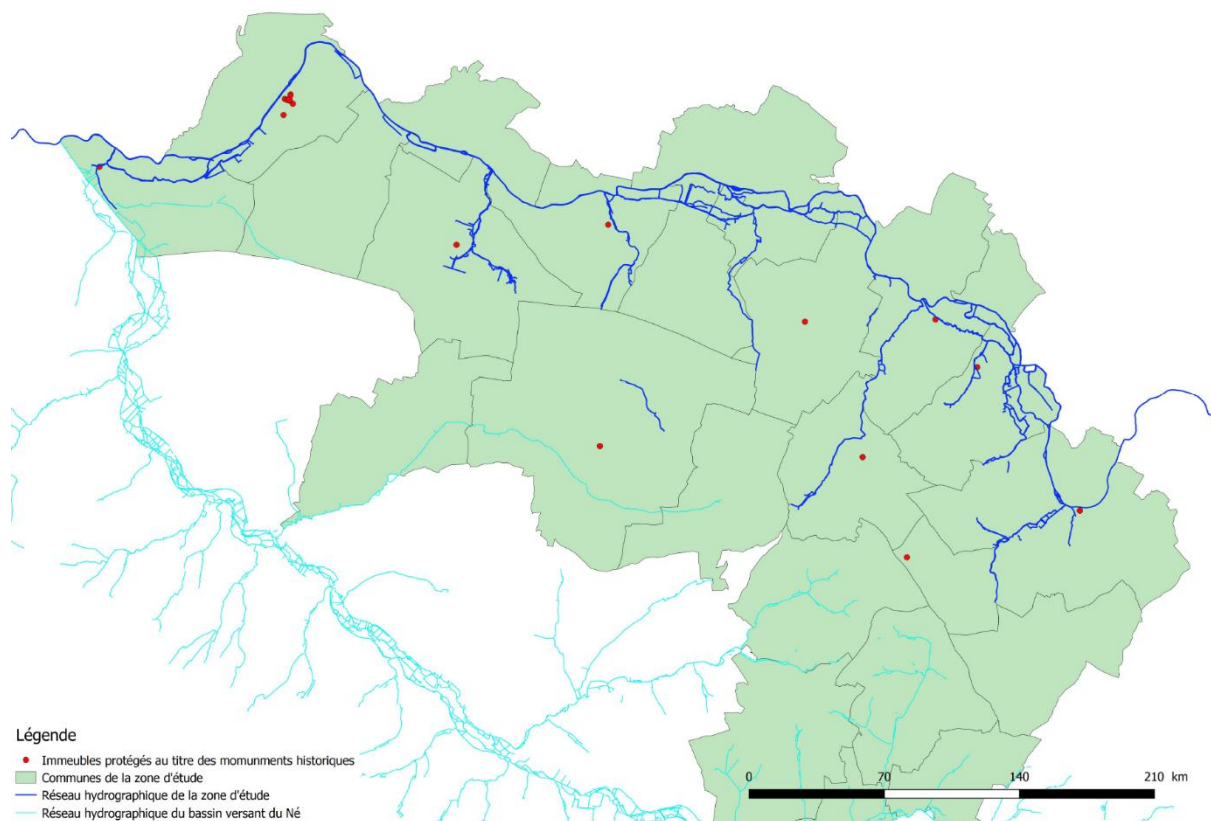 Légende
Immeubles protégés au titre des momunments historiques
Communes de la zone d'étude
Réseau hydrographique de la zone d'étude
Réseau hydrographique du bassin versant du Né
0 70 140 210 km